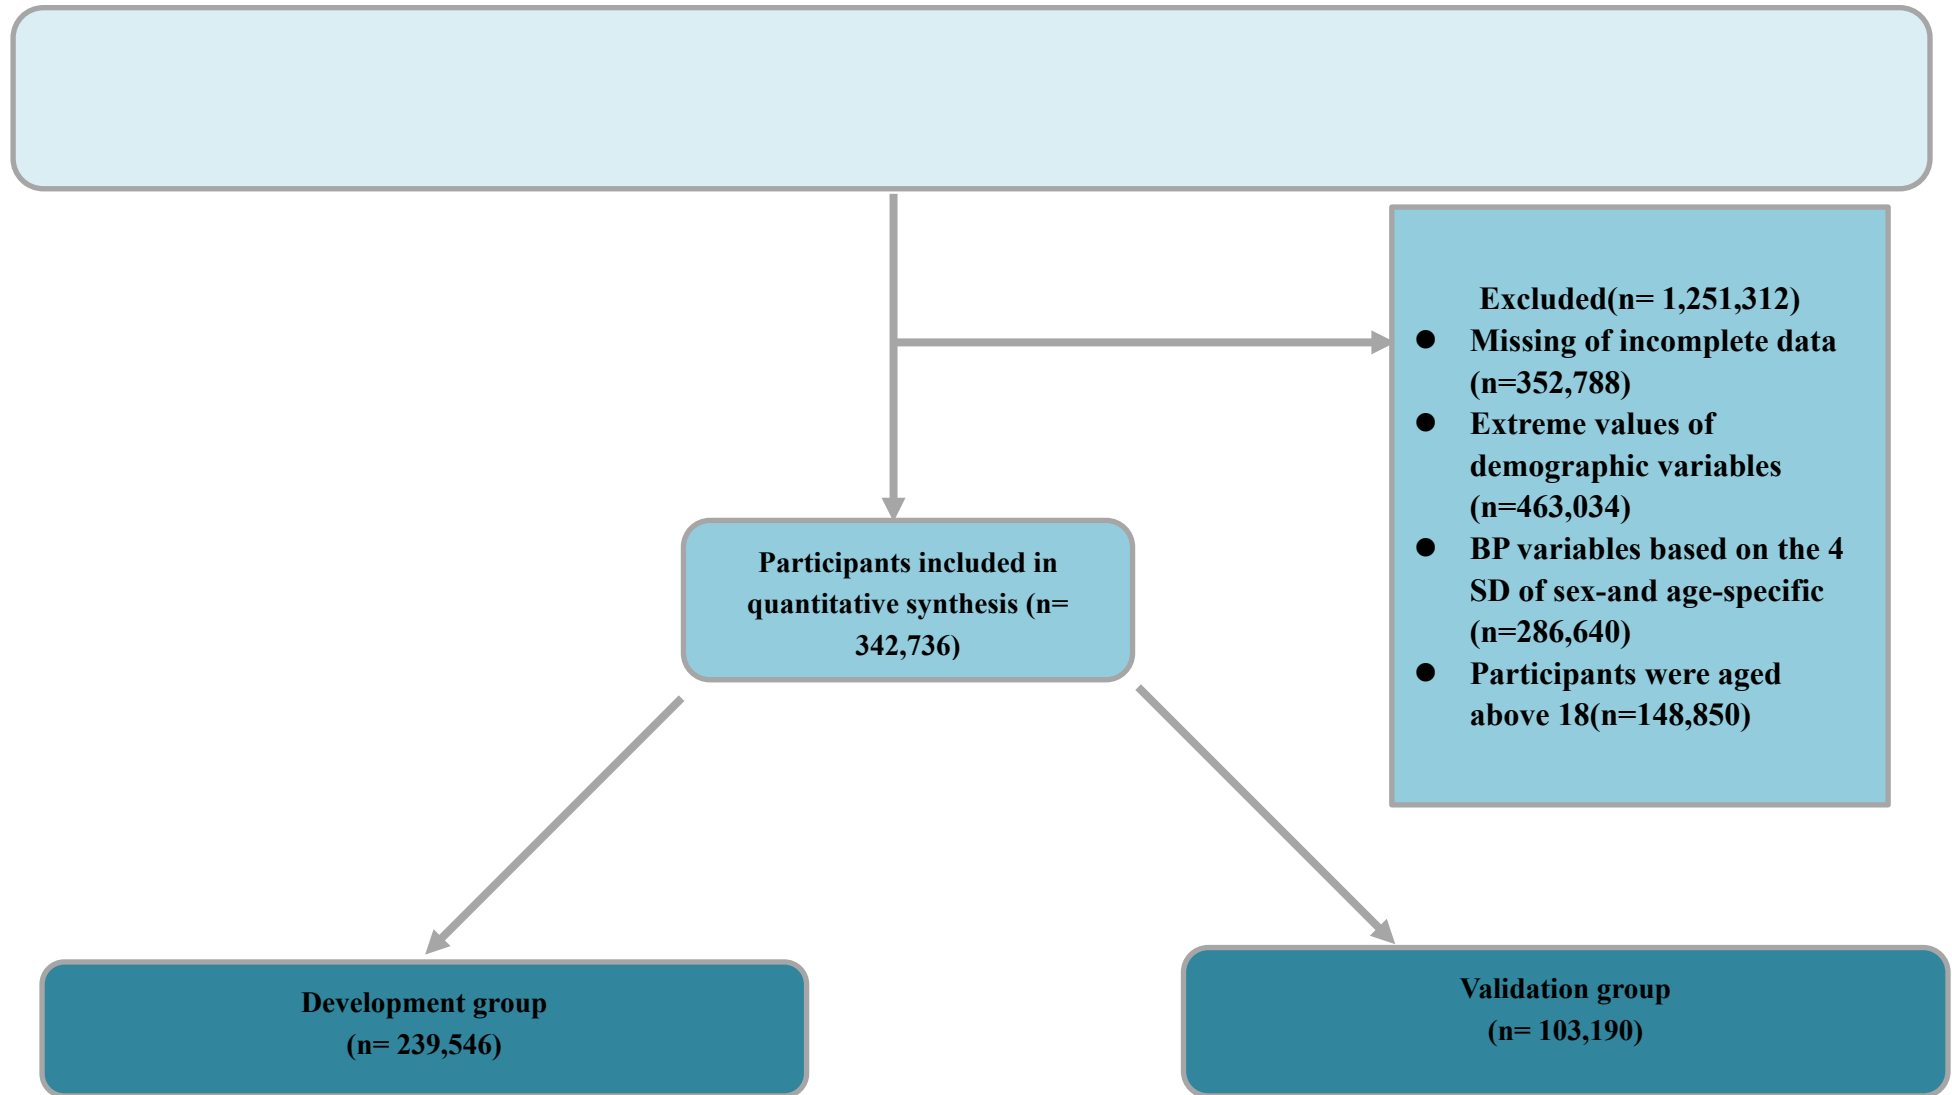 Excluded(n= 1,251,312)
● Missing of incomplete data
(n=352,788)
● Extreme values of
demographic variables
(n=463,034)
● BP variables based on the 4
SD of sex-and age-specific
(n=286,640)
● Participants were aged
above 18(n=148,850)
Participants included in
quantitative synthesis (n=
342,736)
Development group
(n= 239,546)
Validation group
(n= 103,190)